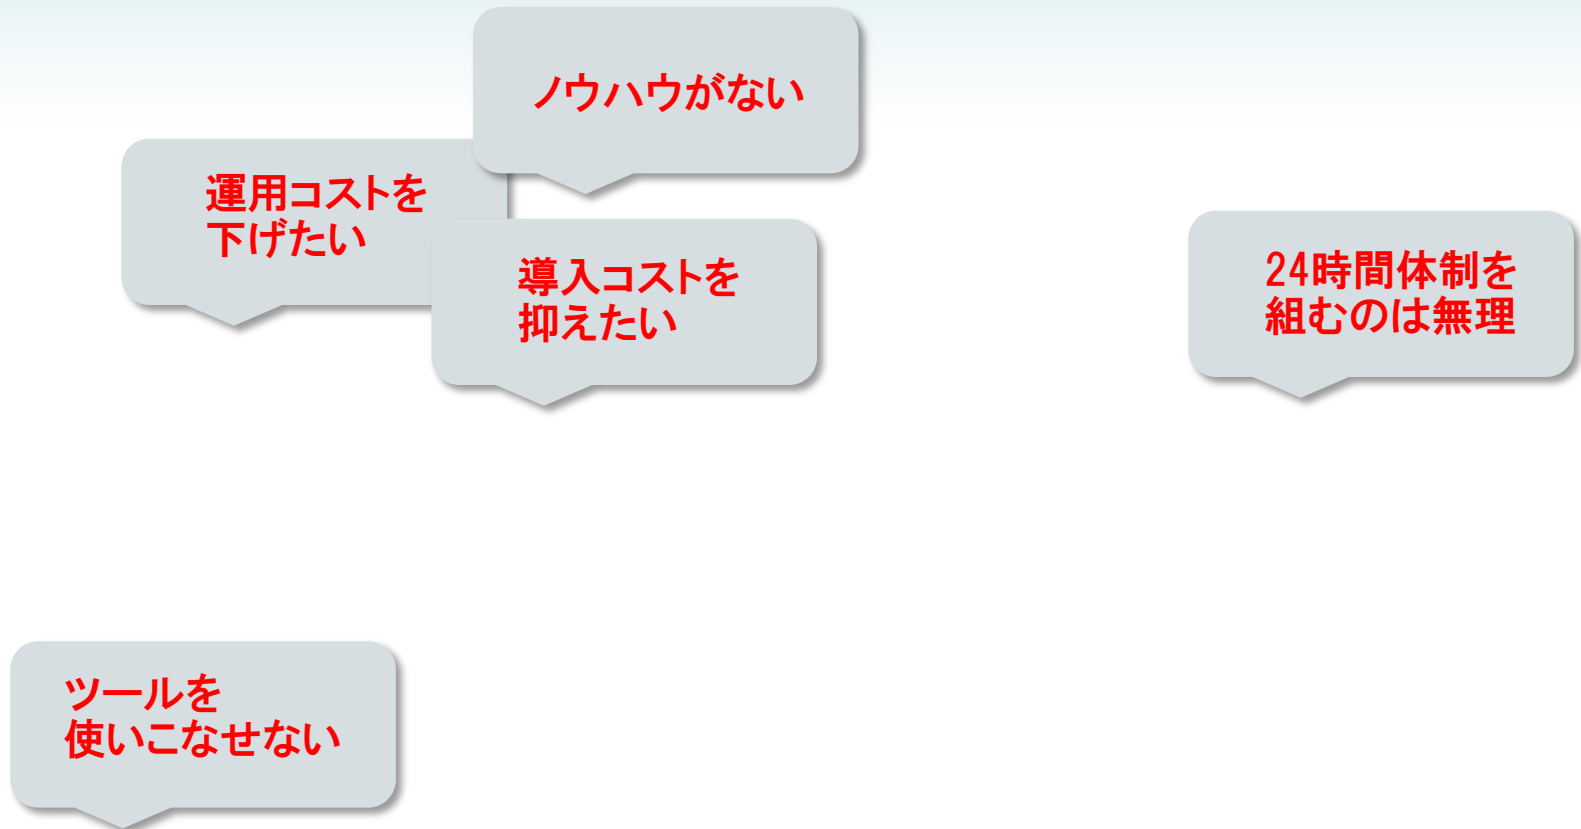 ノウハウがない
運用コストを
下げたい
導入コストを
抑えたい
24時間体制を
組むのは無理
ツールを
使いこなせない